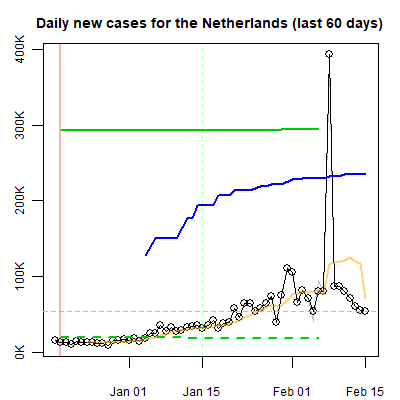 Daily new cases for the Netherlands (last 60 days)
400K
300K
200K
100K
0K
Jan 01 Jan 15 Feb 01 Feb 15